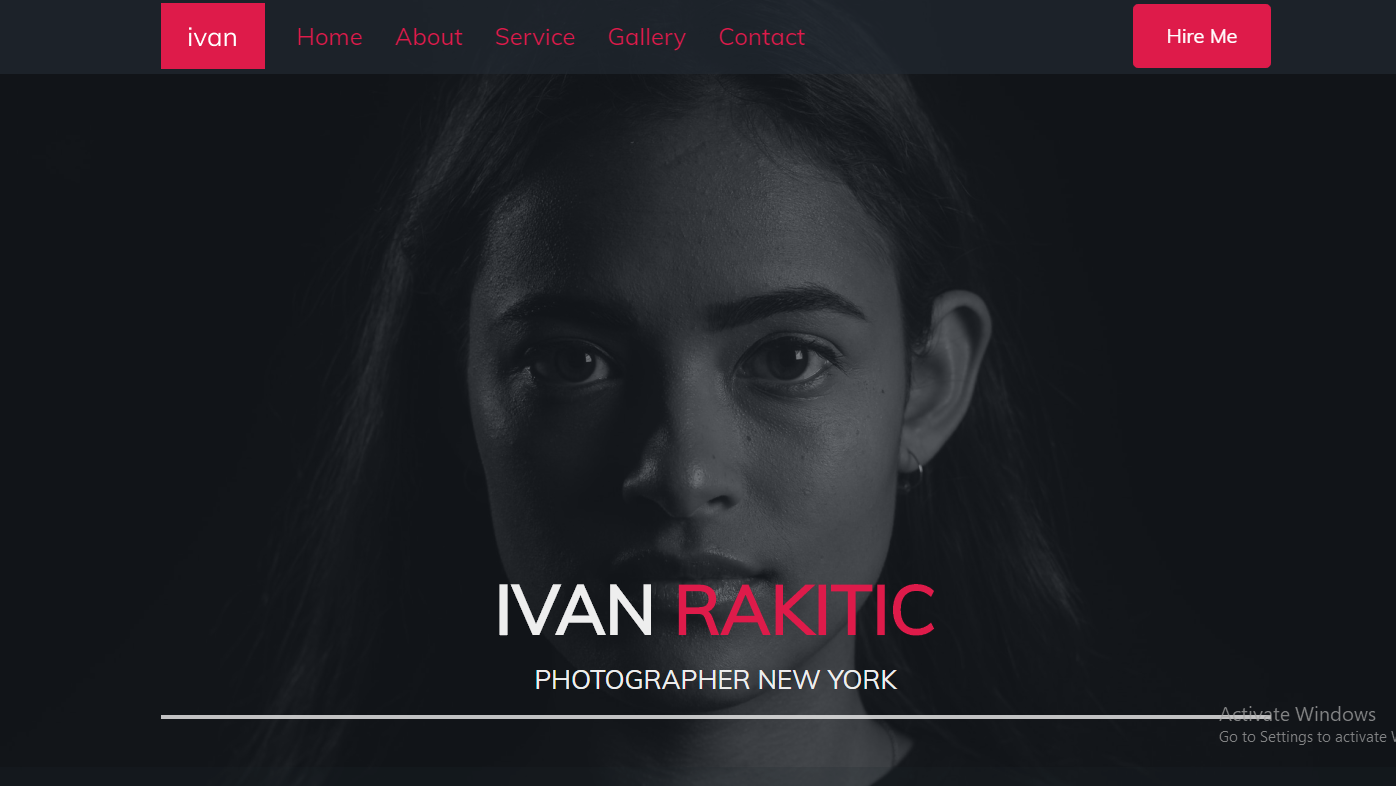 ivan Home About Service Gallery Contact Hire Me
IVAN RAKITIC
PHOTOGRAPHER NEW YORK
Activate Windows
Go to Settings to activate